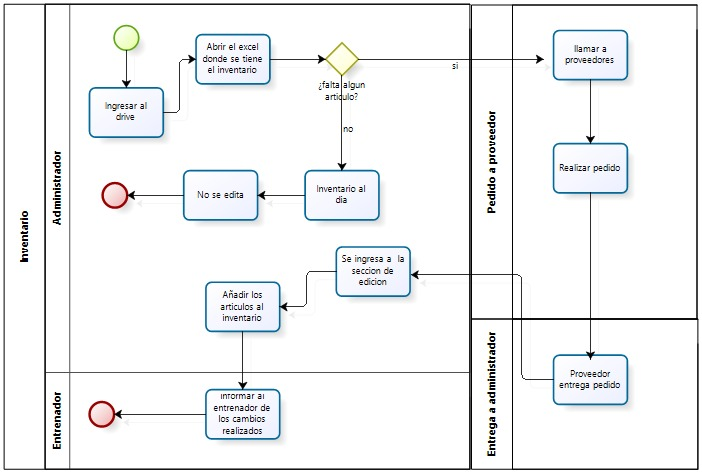 Inventario
Administrador
Ingresar al
drive
Abrir el excel
donde se tiene
el inventario
¿falta algun
articulo?
si
no
Inventario al
dia
No se edita
Se ingresa a la
seccion de
edicion
Añadir los
articulos al
inventario
Entrenador
Informar al
entrenador de
los cambios
realizados
Pedido a proveedor
llamar a
proveedores
Realizar pedido
Entrega a administrador
Proveedor
entrega pedido